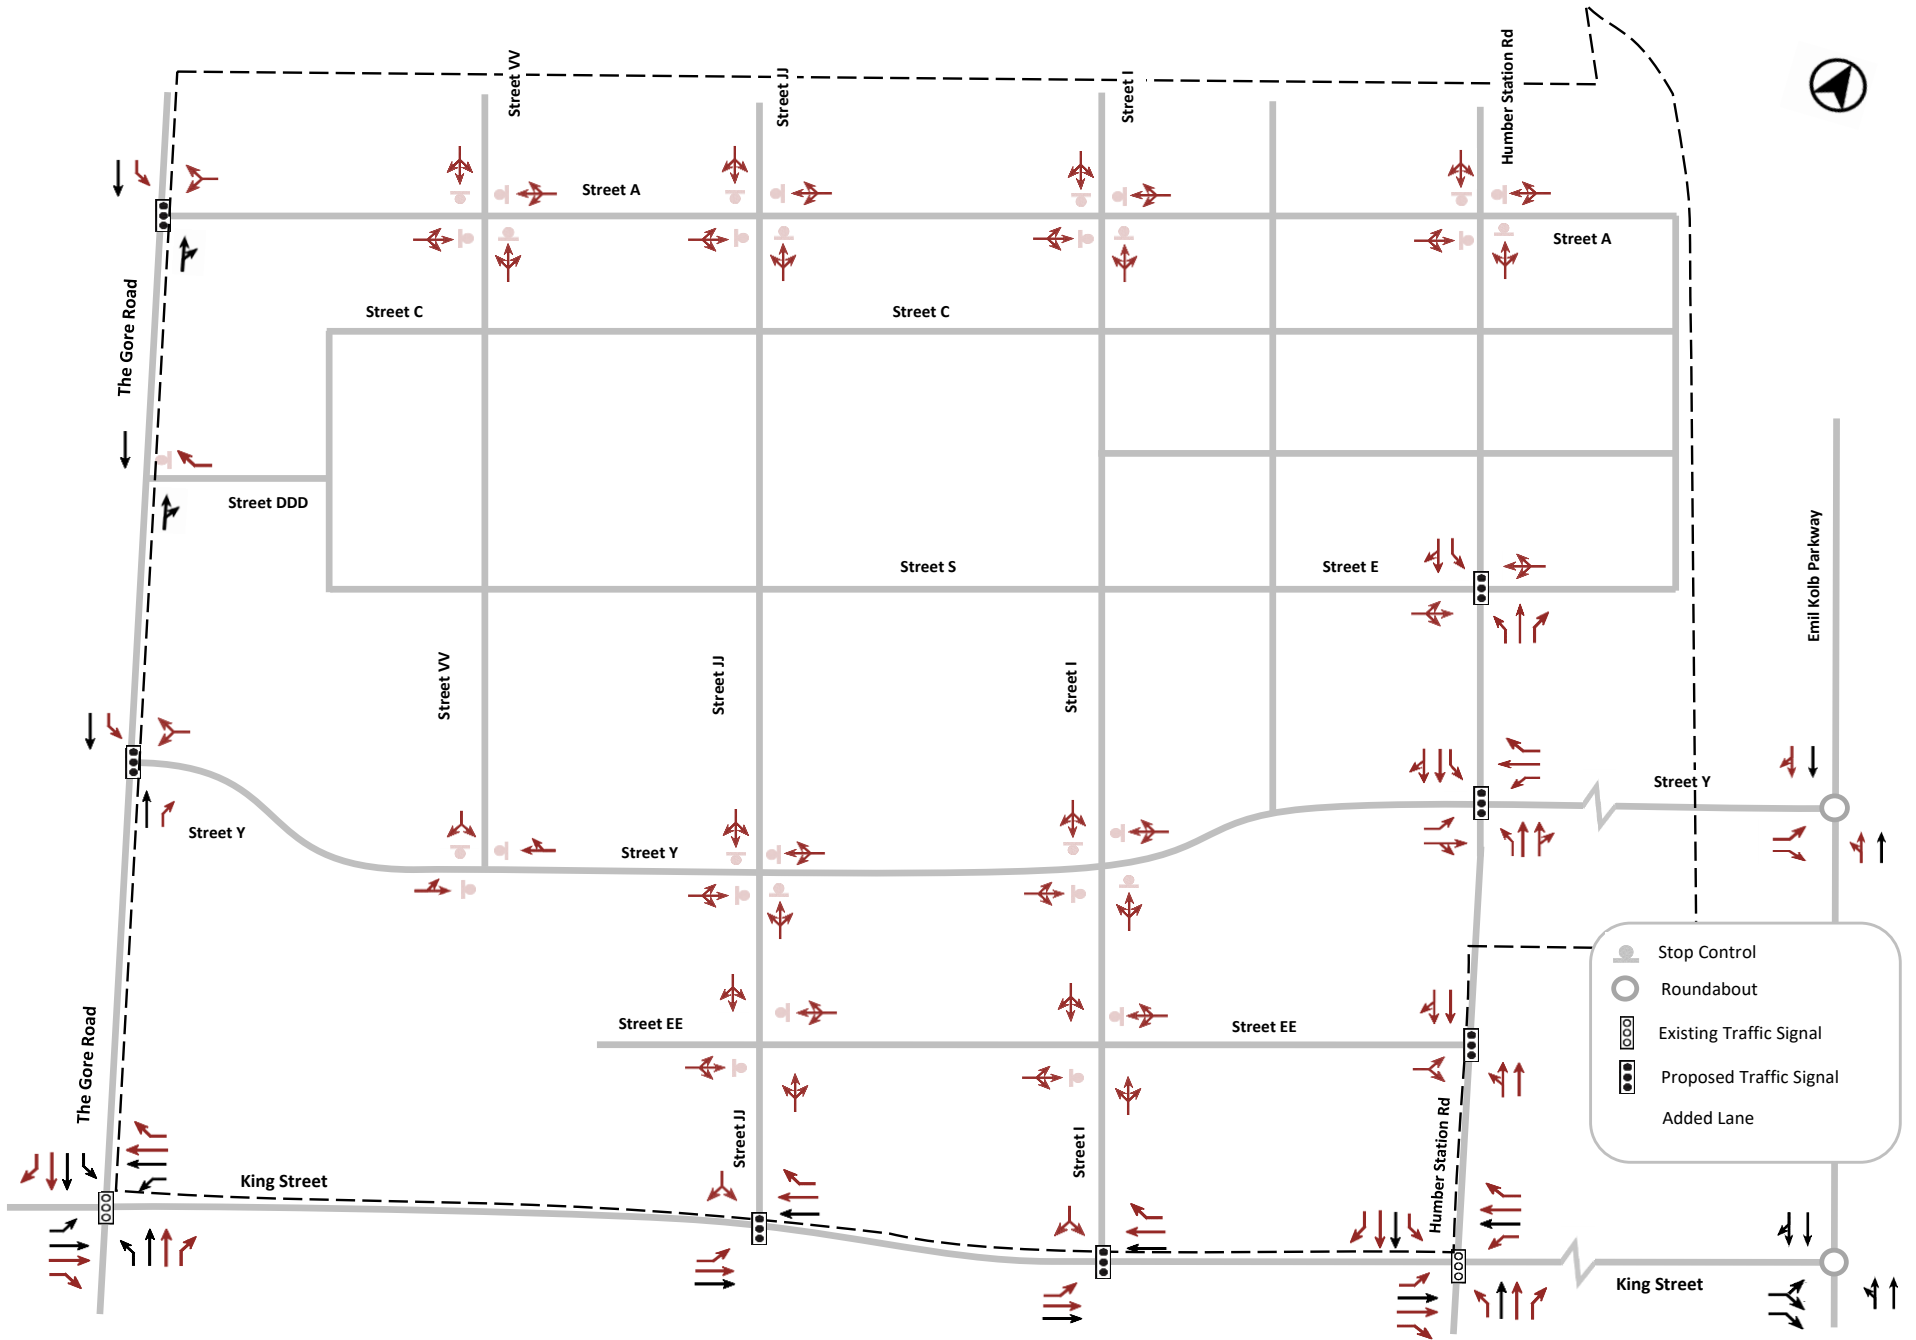 Street VV
Street JJ
Street I
Humber Station Rd
Street A
Street A
The Gore Road
Street C
Street C
Street DDD
Street S
Street E
Emil Kolb Parkway
Street VV
Street JJ
Street I
Street Y
Street Y
Street Y
Street EE
Street EE
The Gore Road
Street JJ
Street I
Humber Station Rd
King Street
King Street
Stop Control
Roundabout
Existing Traffic Signal
Proposed Traffic Signal
Added Lane